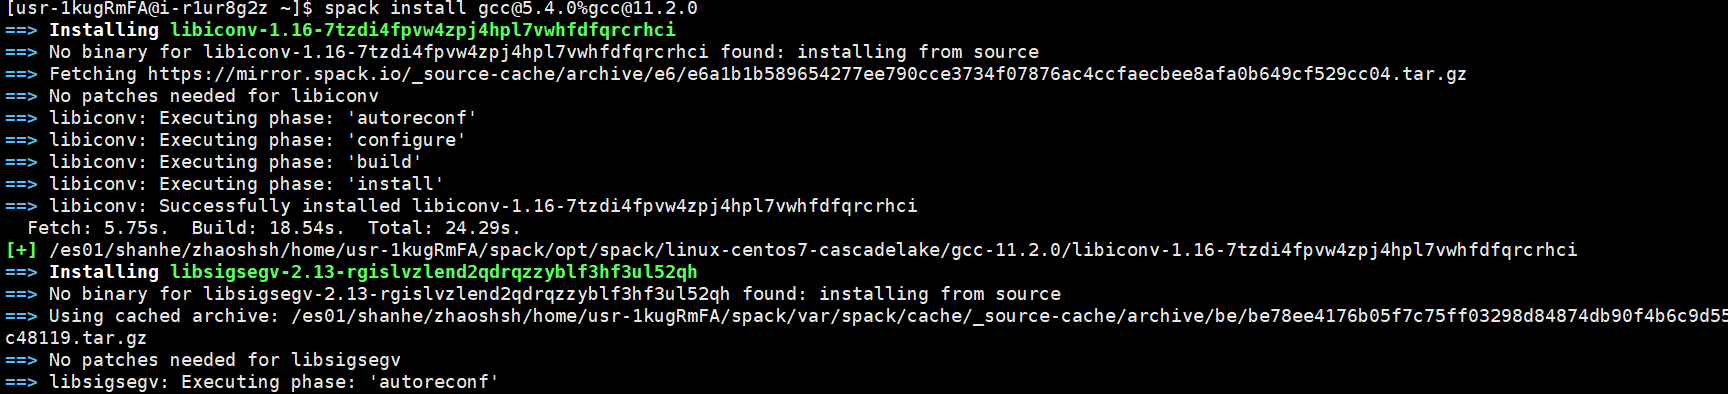 [usr-1kugRmFA@i-r1ur8g2z ~]$ spack install gcc@5.4.0%gcc@11.2.0
==> Installing libiconv-1.16-7tzdi4fpvw4zpj4hpl7vwhfdfqrcrhci
==> No binary for libiconv-1.16-7tzdi4fpvw4zpj4hpl7vwhfdfqrcrhci found: installing from source
==> Fetching https://mirror.spack.io/_source-cache/archive/e6/e6a1b1b589654277ee790cce3734f07876ac4ccfaecbee8afa0b649cf529cc04.tar.gz
==> No patches needed for libiconv
==> libiconv: Executing phase: 'autoreconf'
==> libiconv: Executing phase: 'configure'
==> libiconv: Executing phase: 'build'
==> libiconv: Executing phase: 'install'
==> libiconv: Successfully installed libiconv-1.16-7tzdi4fpvw4zpj4hpl7vwhfdfqrcrhci
  Fetch: 5.75s.  Build: 18.54s.  Total: 24.29s.
[+] /es01/shanhe/zhaoshsh/home/usr-1kugRmFA/spack/opt/spack/linux-centos7-cascadelake/gcc-11.2.0/libiconv-1.16-7tzdi4fpvw4zpj4hpl7vwhfdfqrcrhci
==> Installing libsigsegv-2.13-rgislvzlend2qdrqzzyblf3hf3ul52qh
==> No binary for libsigsegv-2.13-rgislvzlend2qdrqzzyblf3hf3ul52qh found: installing from source
==> Using cached archive: /es01/shanhe/zhaoshsh/home/usr-1kugRmFA/spack/var/spack/cache/_source-cache/archive/be/be78ee4176b05f7c75ff03298d84874db90f4b6c9d55
c48119.tar.gz
==> No patches needed for libsigsegv
==> libsigsegv: Executing phase: 'autoreconf'